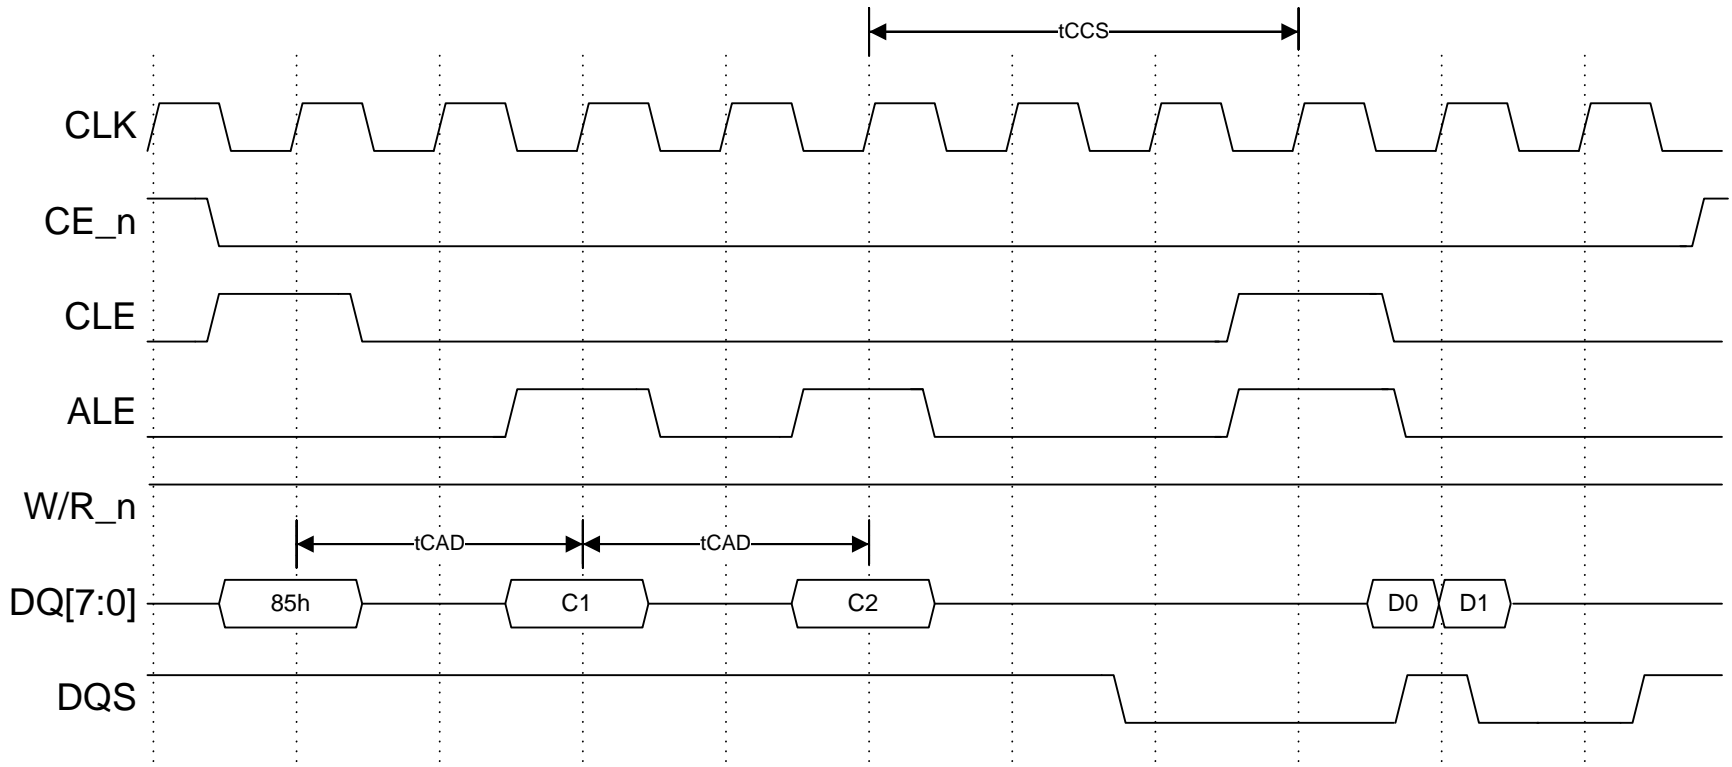 tCCS
CLK
CE_n
CLE
ALE
W/R_n
tCAD tCAD
DQ[7:0] 85h C1 C2 D0 D1
DQS